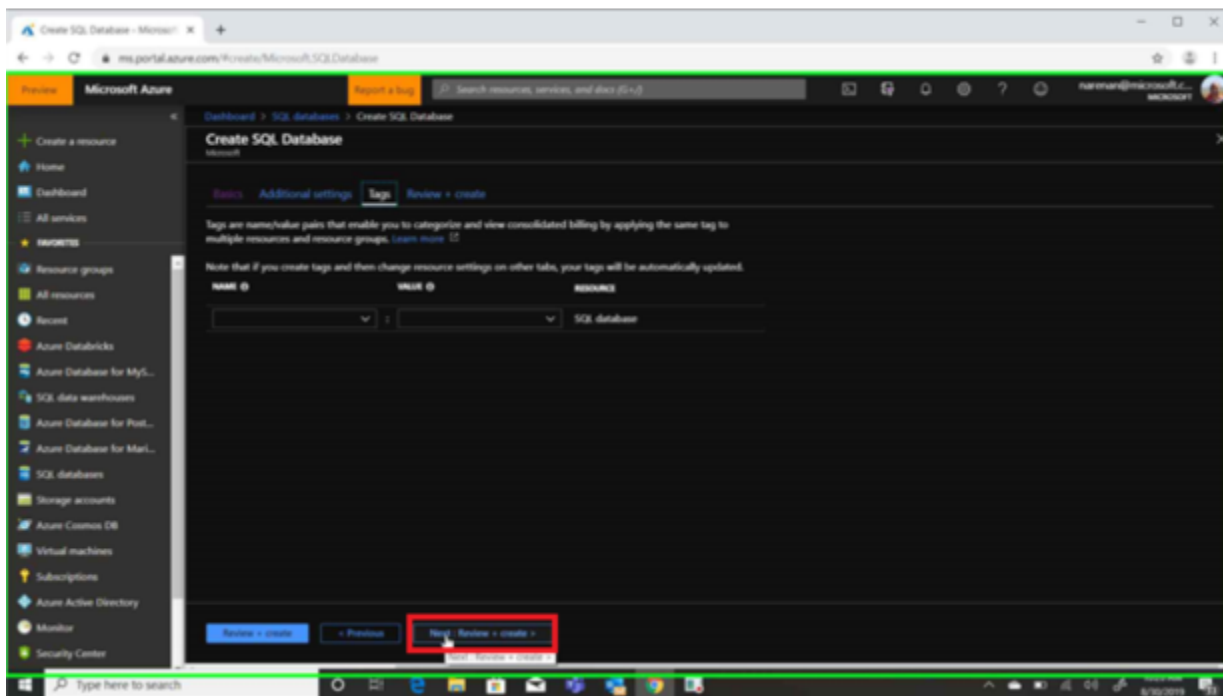 Create SQL Database - Microsoft
ms.portal.azure.com/#create/Microsoft.SQLDatabase
Preview
Microsoft Azure
Report a bug
Search resources, services, and docs (G+/)
narenan@microsoft.c...
MICROSOFT
Dashboard > SQL databases > Create SQL Database
Create a resource
Home
Dashboard
All services
FAVORITES
Resource groups
All resources
Recent
Azure Databricks
Azure Database for MyS...
SQL data warehouses
Azure Database for Post...
Azure Database for Mari...
SQL databases
Storage accounts
Azure Cosmos DB
Virtual machines
Subscriptions
Azure Active Directory
Monitor
Security Center
Create SQL Database
Microsoft
Basics Additional settings Tags Review + create
Tags are name/value pairs that enable you to categorize and view consolidated billing by applying the same tag to
multiple resources and resource groups. Learn more
Note that if you create tags and then change resource settings on other tabs, your tags will be automatically updated.
NAME VALUE RESOURCE
: SQL database
Review + create < Previous Next : Review + create >
Next : Review + create >
Type here to search